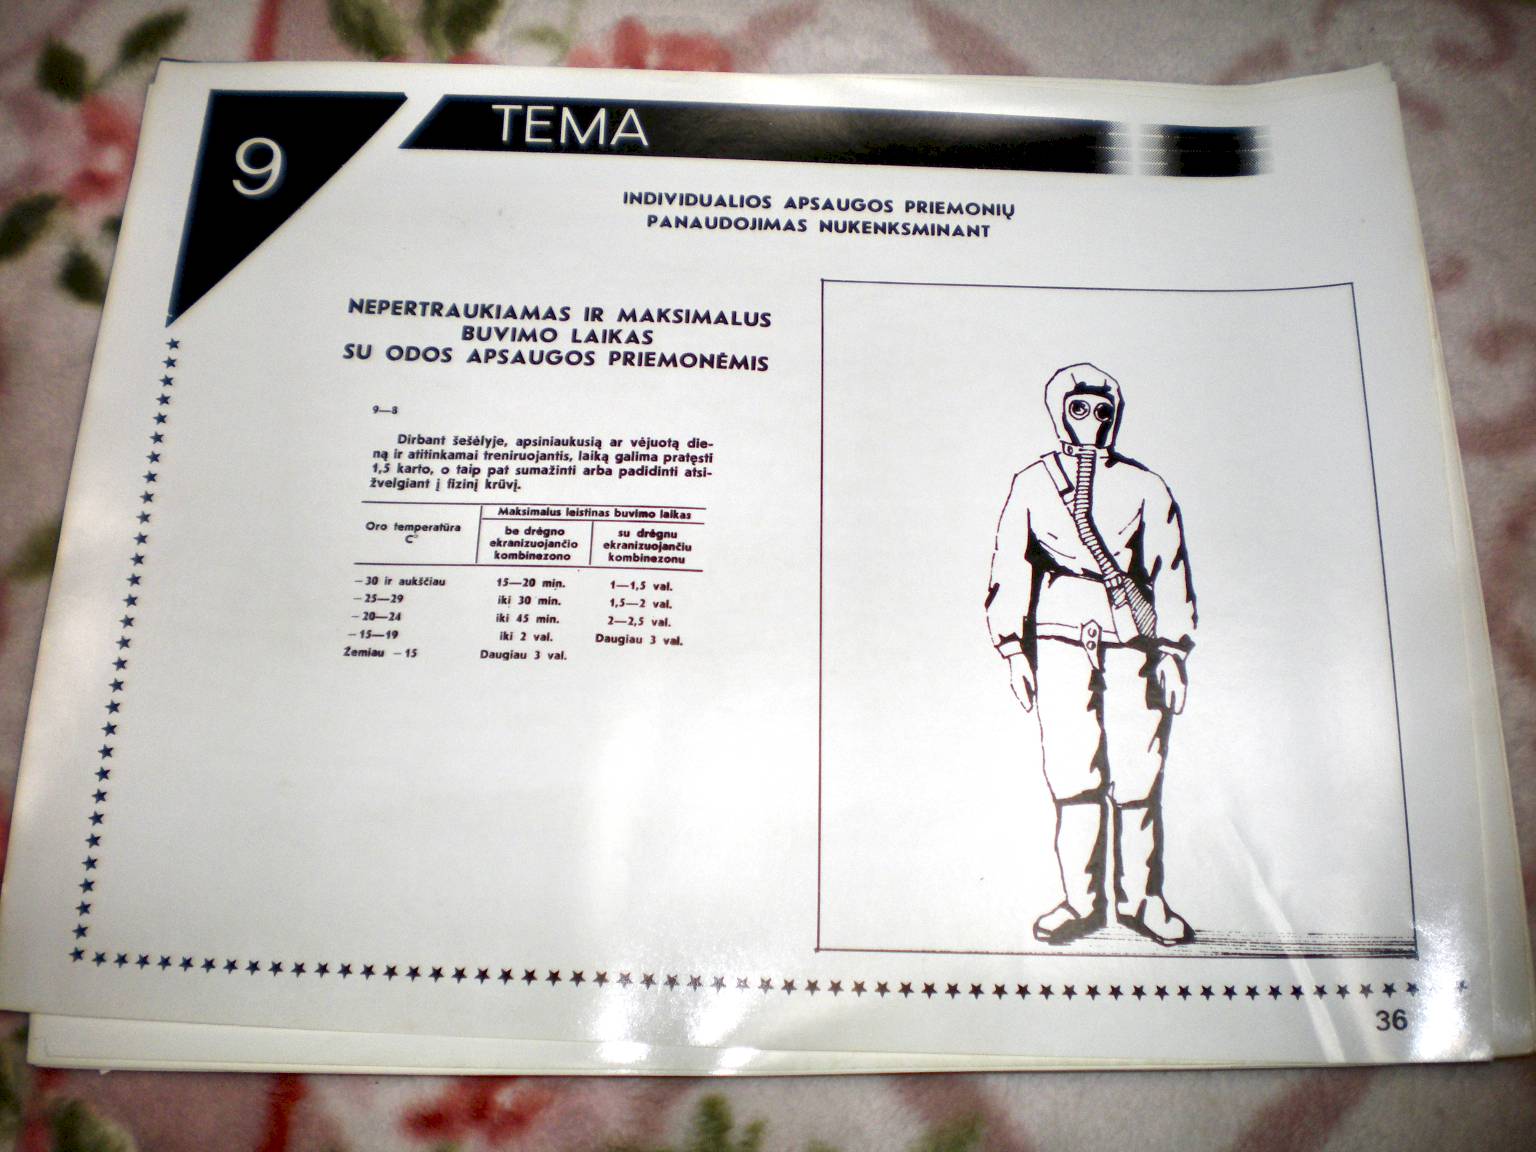 9
TEMA
INDIVIDUALIOS APSAUGOS PRIEMONIŲ
PANAUDOJIMAS NUKENKSMINANT
NEPERTRAUKIAMAS IR MAKSIMALUS
BUVIMO LAIKAS
SU ODOS APSAUGOS PRIEMONĖMIS
9—8
Dirbant šešėlyje, apsiniaukusią ar vėjuotą die-
ną ir atitinkamai treniruojantis, laiką galima pratęsti
1,5 karto, o taip pat sumažinti arba padidinti atsi-
žvelgiant į fizinį krūvį.
Oro temperatūra
C°
Maksimalus leistinas buvimo laikas
be drėgno
ekranizuojančio
kombinezono
su drėgnu
ekranizuojančiu
kombinezonu
—30 ir aukščiau 15—20 min. 1—1,5 val.
—25—29 iki 30 min. 1,5—2 val.
—20—24 iki 45 min. 2—2,5 val.
—15—19 iki 2 val. Daugiau 3 val.
Žemiau —15 Daugiau 3 val.
36